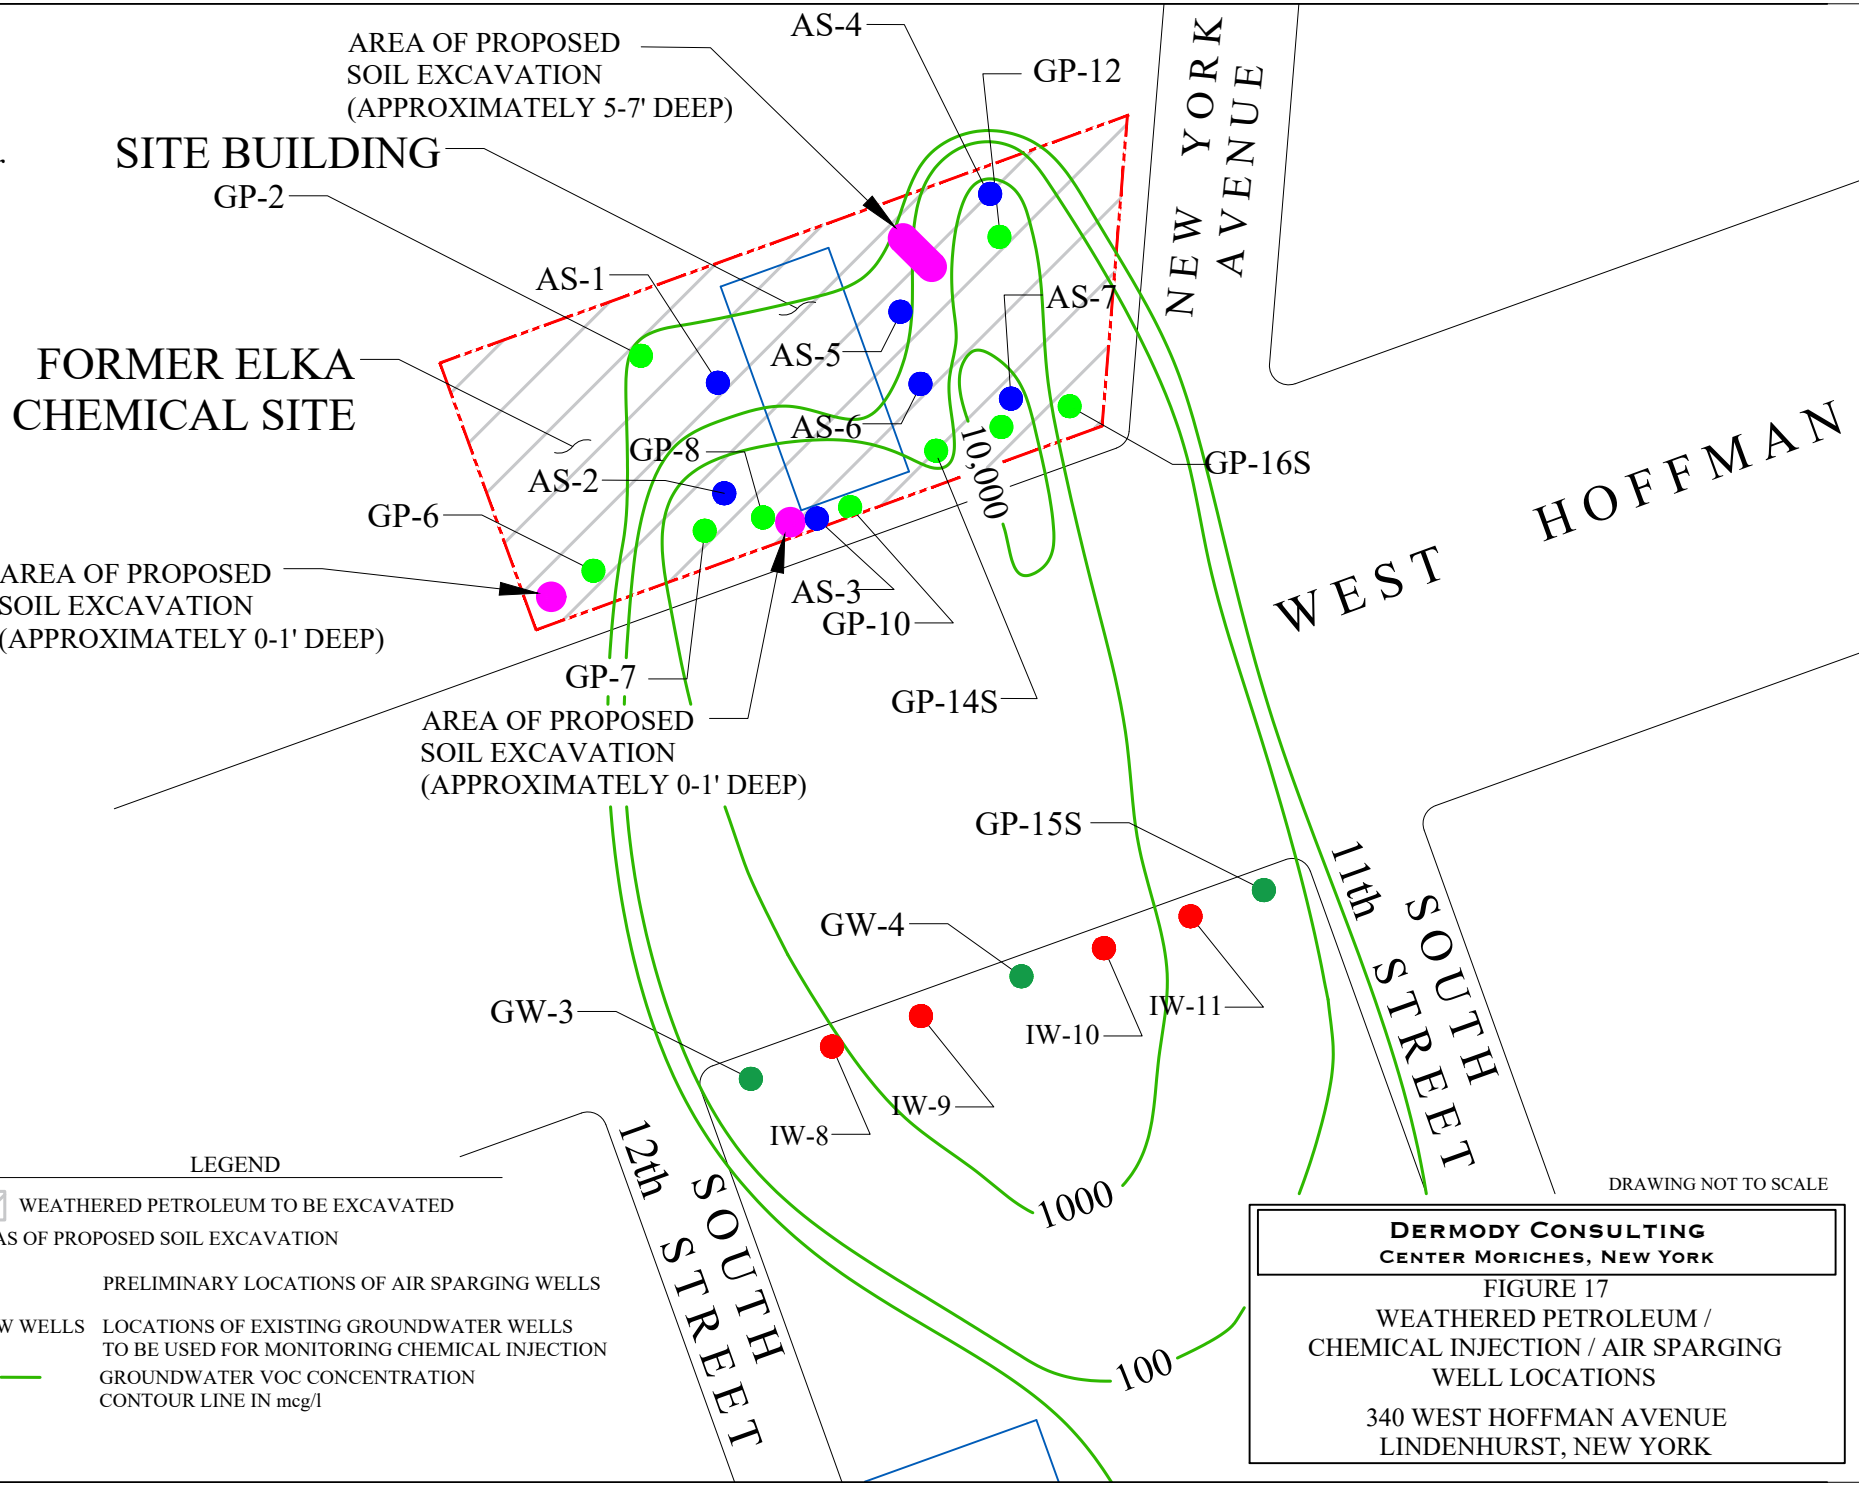 AS-4
AREA OF PROPOSED
SOIL EXCAVATION
(APPROXIMATELY 5-7' DEEP)
GP-12
NEW YORK
AVENUE
SITE BUILDING
GP-2
AS-1
AS-7
AS-5
FORMER ELKA
CHEMICAL SITE
AS-6
GP-8
10,000
GP-16S
AS-2
GP-6
WEST HOFFMAN
AREA OF PROPOSED
SOIL EXCAVATION
(APPROXIMATELY 0-1' DEEP)
AS-3
GP-10
GP-7
GP-14S
AREA OF PROPOSED
SOIL EXCAVATION
(APPROXIMATELY 0-1' DEEP)
GP-15S
SOUTH
11th STREET
GW-4
GW-3
IW-11
IW-10
IW-9
IW-8
SOUTH
12th STREET
1000
100
LEGEND
WEATHERED PETROLEUM TO BE EXCAVATED
AS OF PROPOSED SOIL EXCAVATION
PRELIMINARY LOCATIONS OF AIR SPARGING WELLS
W WELLS LOCATIONS OF EXISTING GROUNDWATER WELLS
TO BE USED FOR MONITORING CHEMICAL INJECTION
GROUNDWATER VOC CONCENTRATION
CONTOUR LINE IN mcg/l
DRAWING NOT TO SCALE
DERMODY CONSULTING
CENTER MORICHES, NEW YORK
FIGURE 17
WEATHERED PETROLEUM /
CHEMICAL INJECTION / AIR SPARGING
WELL LOCATIONS
340 WEST HOFFMAN AVENUE
LINDENHURST, NEW YORK